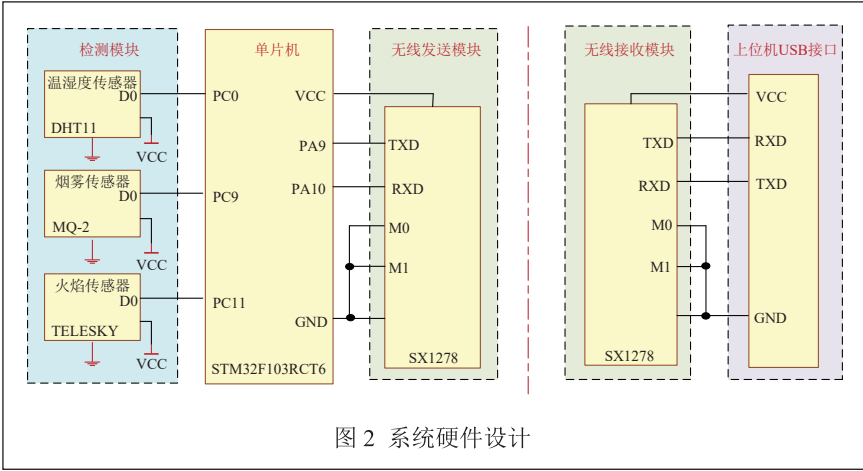 检测模块
温湿度传感器
D0
DHT11
VCC
烟雾传感器
D0
MQ-2
VCC
火焰传感器
D0
TELESKY
VCC
单片机
PC0
PC9
PC11
VCC
PA9
PA10
GND
STM32F103RCT6
无线发送模块
TXD
RXD
M0
M1
SX1278
无线接收模块
TXD
RXD
M0
M1
SX1278
上位机USB接口
VCC
RXD
TXD
GND
图 2 系统硬件设计